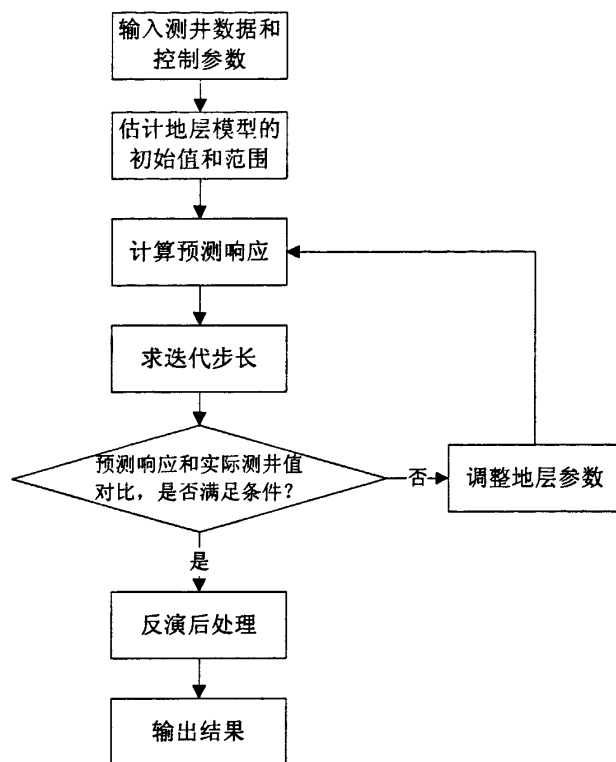 输入测井数据和
控制参数
估计地层模型的
初始值和范围
计算预测响应
求迭代步长
预测响应和实际测井值
对比，是否满足条件？
否
调整地层参数
是
反演后处理
输出结果